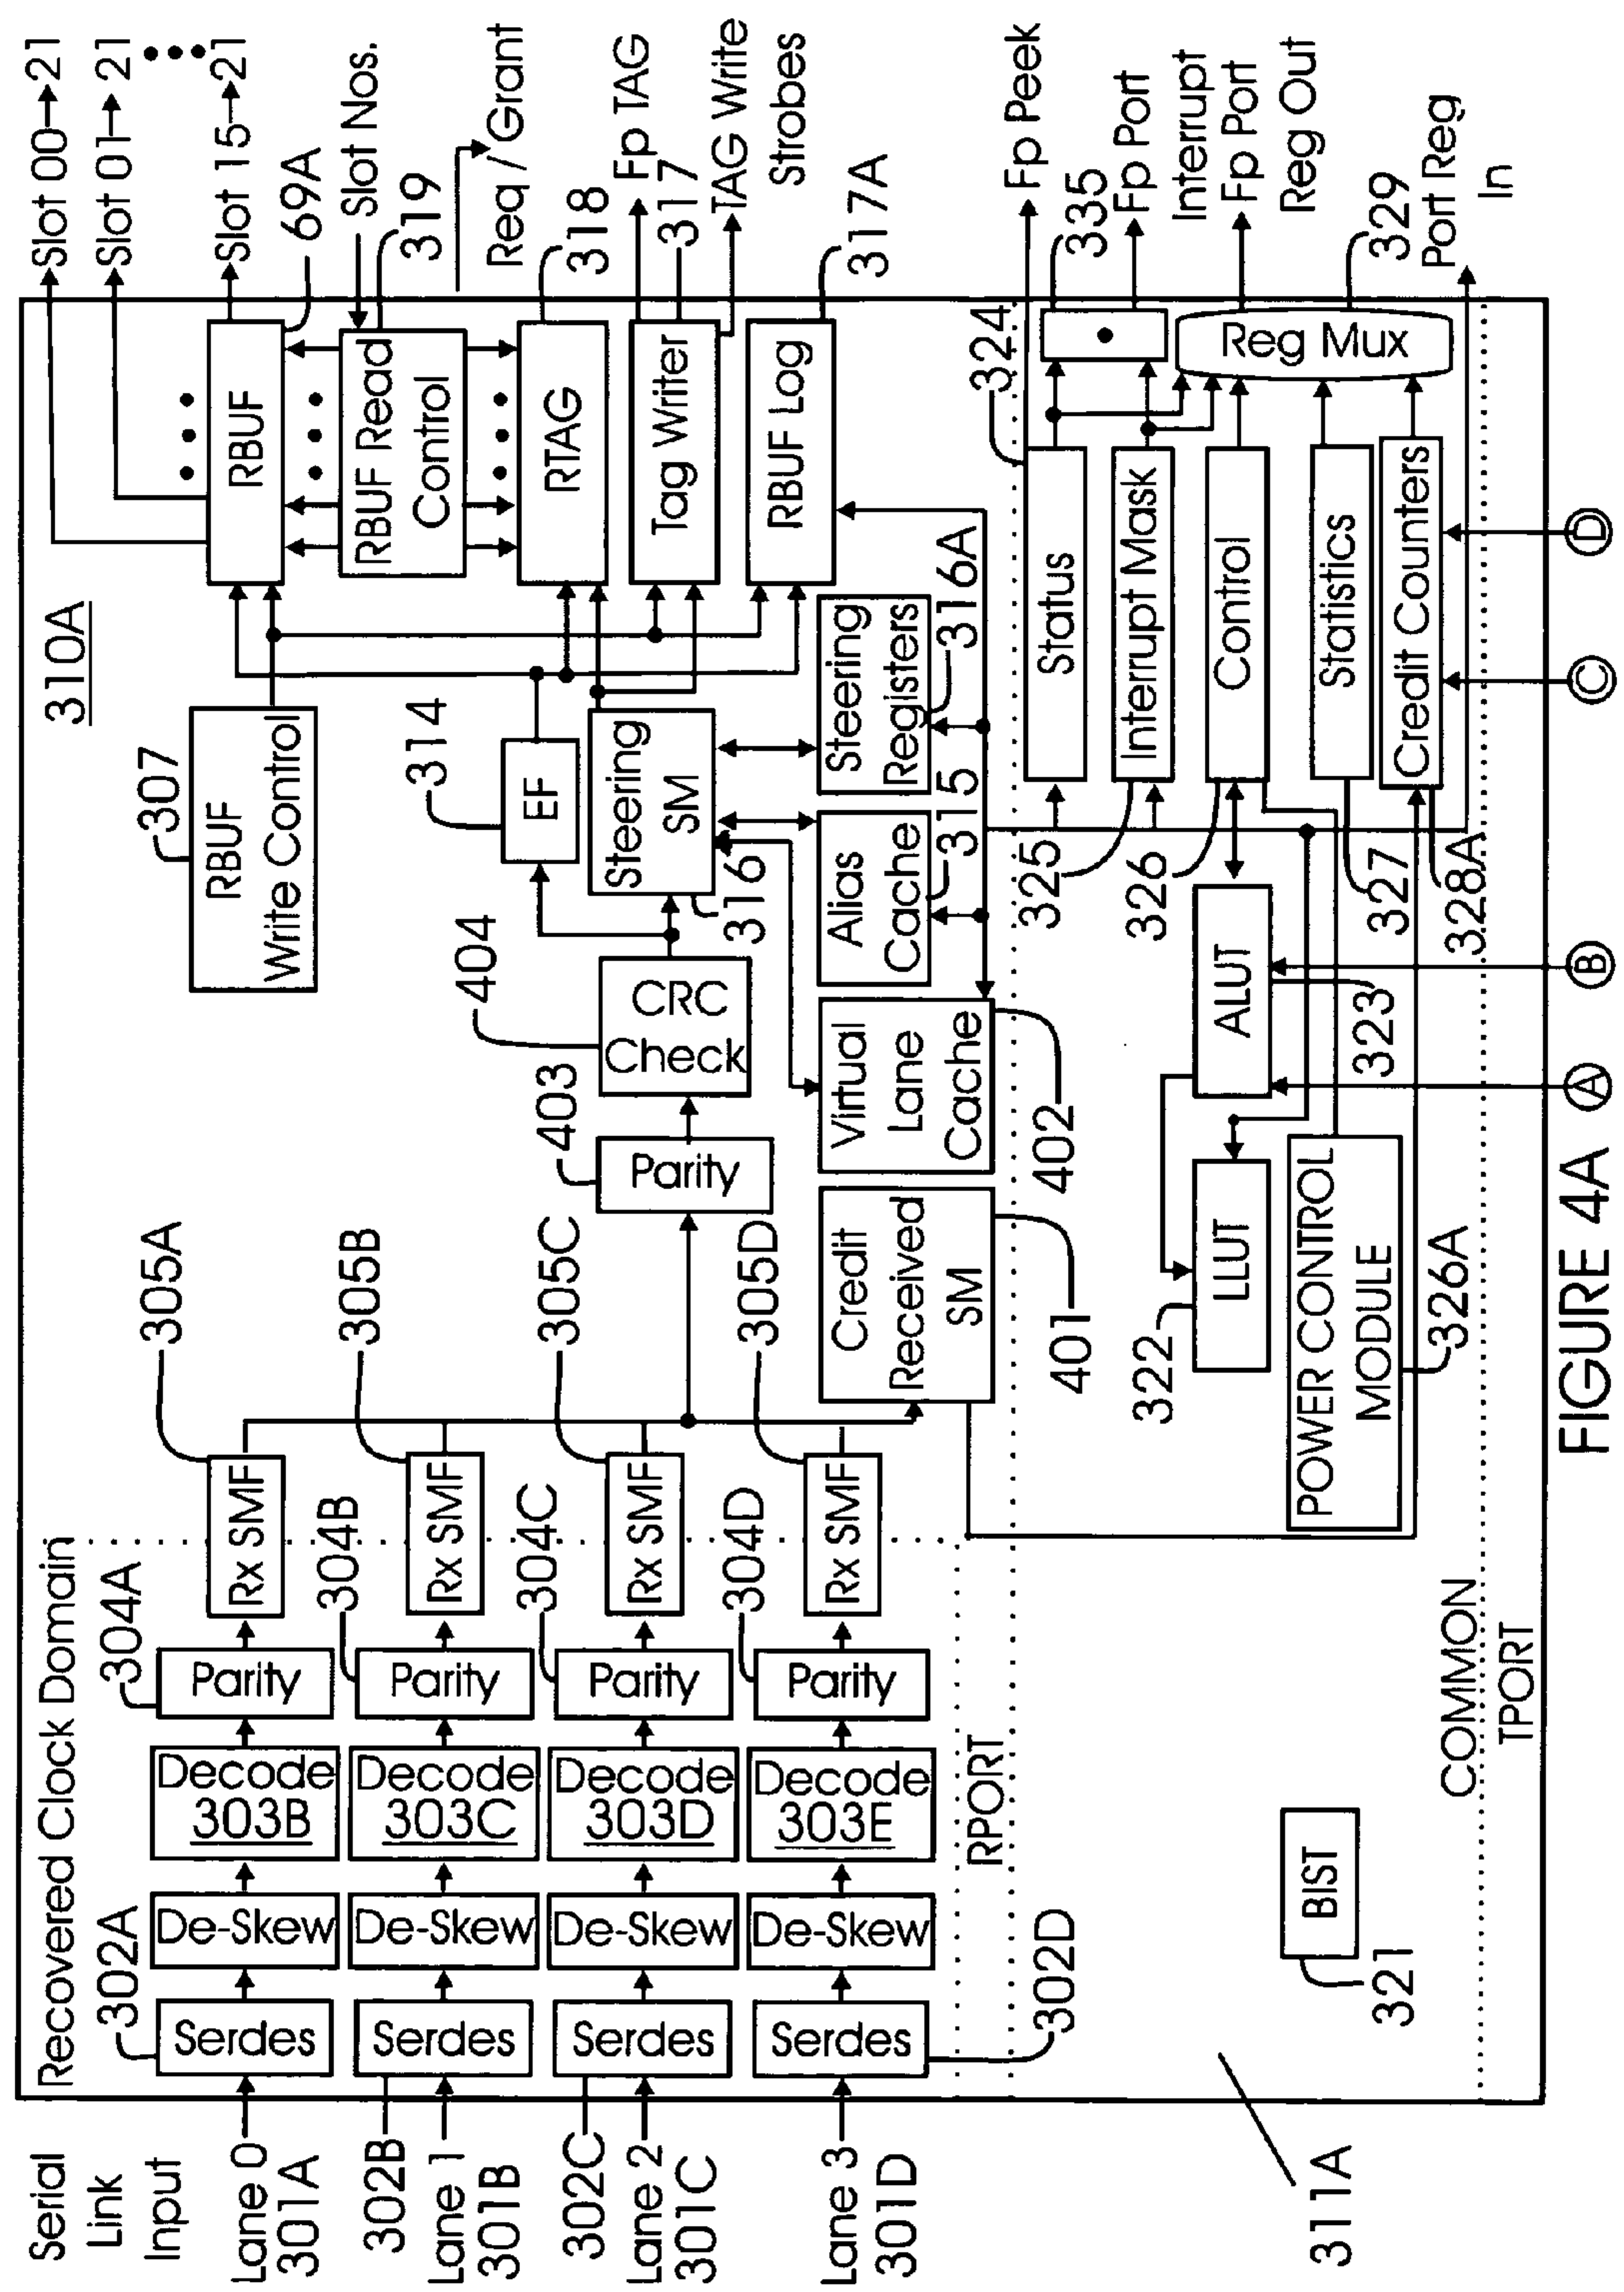 Serial
Link
Input
Lane 0
301A
302B
Lane 1
301B
302C
Lane 2
301C
Lane 3
301D
311A
Recovered Clock Domain
310A
302A
Serdes
De-Skew
Decode
303B
304A
Parity
Rx SMF
305A
Serdes
De-Skew
Decode
303C
304B
Parity
Rx SMF
305B
Serdes
De-Skew
Decode
303D
304C
Parity
Rx SMF
305C
Serdes
302D
De-Skew
Decode
303E
304D
Parity
Rx SMF
305D
307
RBUF
Write Control
403
Parity
404
CRC
Check
314
EF
Steering
SM
316
Credit
Received
SM
401
Virtual
Lane
Cache
402
Alias
Cache
315
Steering
Registers
316A
RBUF
69A
RBUF Read
Control
319
RTAG
318
Tag Writer
317
RBUF Log
317A
Slot 00
21
Slot 01
21
Slot 15
21
Slot Nos.
Req / Grant
Fp TAG
TAG Write
Strobes
RPORT
324
Status
325
Interrupt Mask
326
Control
327
Statistics
328A
Credit Counters
335
Reg Mux
329
Fp Peek
Fp Port
Interrupt
Fp Port
Reg Out
Port Reg
In
322
LLUT
ALUT
323
POWER CONTROL
MODULE
326A
BIST
321
COMMON
TPORT
A
B
C
D
FIGURE 4A